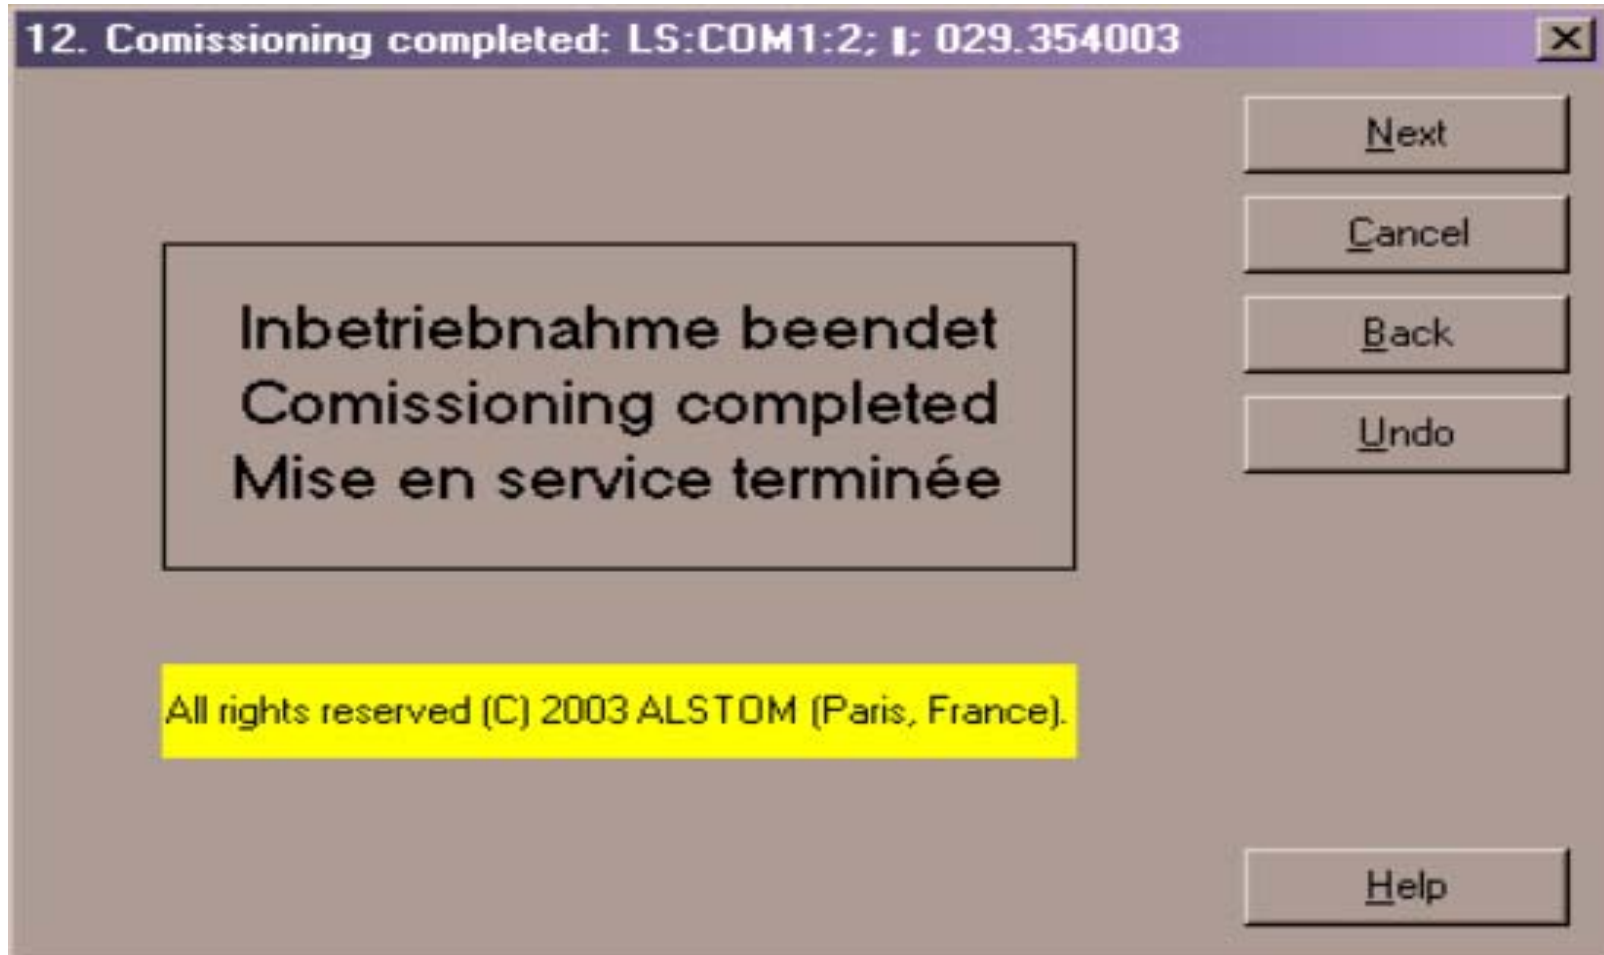 12. Comissioning completed: LS:COM1:2; ; 029.354003
Next
Cancel
Inbetriebnahme beendet
Comissioning completed
Mise en service terminée
Back
Undo
All rights reserved (C) 2003 ALSTOM (Paris, France).
Help